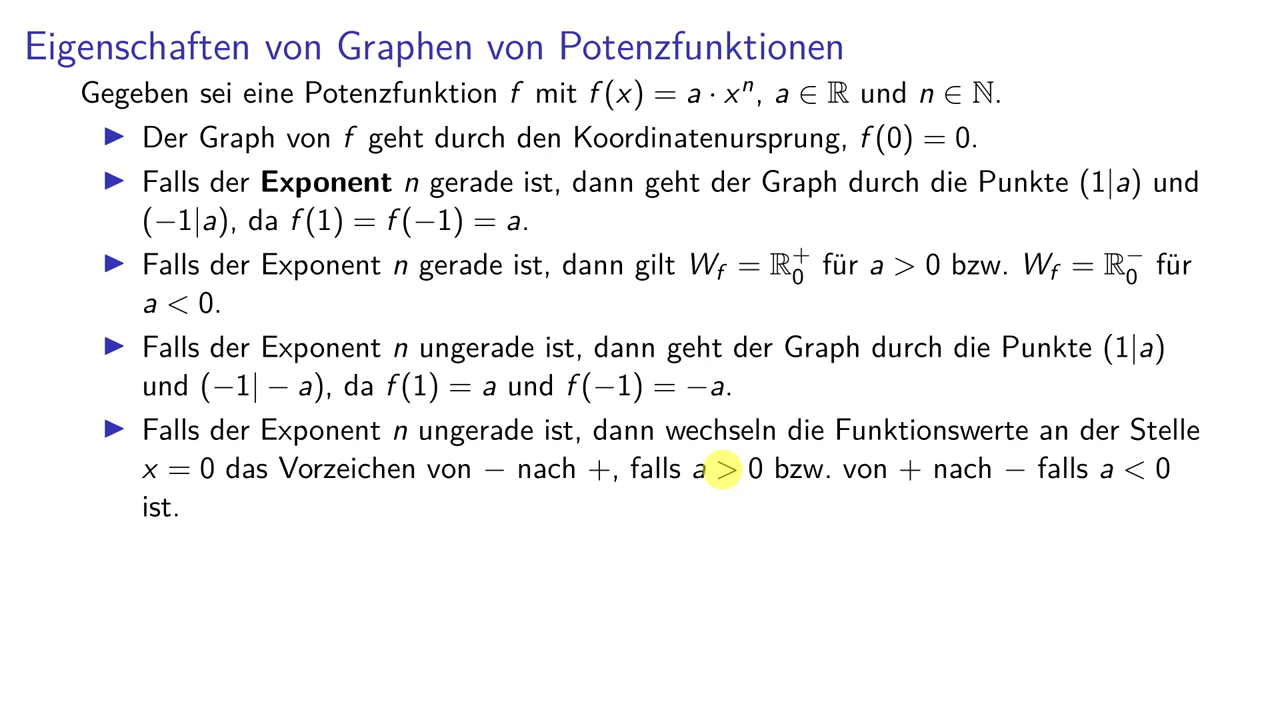 Eigenschaften von Graphen von Potenzfunktionen
Gegeben sei eine Potenzfunktion f mit f(x) = a · xⁿ, a ∈ ℝ und n ∈ ℕ.
▶ Der Graph von f geht durch den Koordinatenursprung, f(0) = 0.
▶ Falls der Exponent n gerade ist, dann geht der Graph durch die Punkte (1|a) und
(−1|a), da f(1) = f(−1) = a.
▶ Falls der Exponent n gerade ist, dann gilt W_f = ℝ₀⁺ für a > 0 bzw. W_f = ℝ₀⁻ für
a < 0.
▶ Falls der Exponent n ungerade ist, dann geht der Graph durch die Punkte (1|a)
und (−1| − a), da f(1) = a und f(−1) = −a.
▶ Falls der Exponent n ungerade ist, dann wechseln die Funktionswerte an der Stelle
x = 0 das Vorzeichen von − nach +, falls a > 0 bzw. von + nach − falls a < 0
ist.